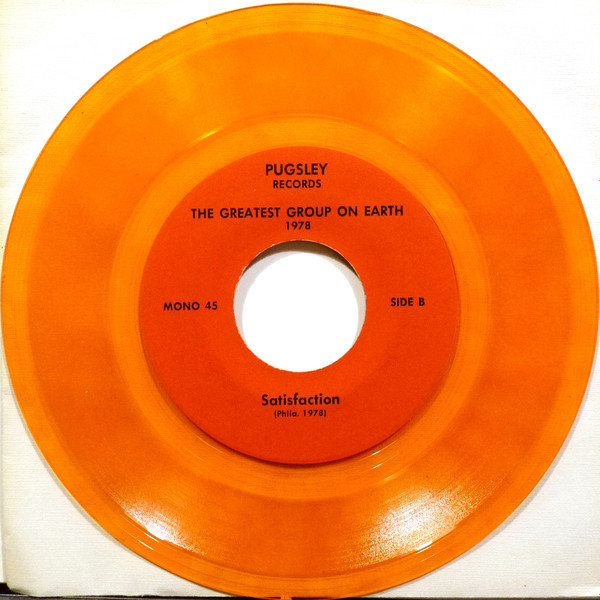 PUGSLEY
RECORDS
THE GREATEST GROUP ON EARTH
1978
MONO 45
SIDE B
Satisfaction
(Phila. 1978)